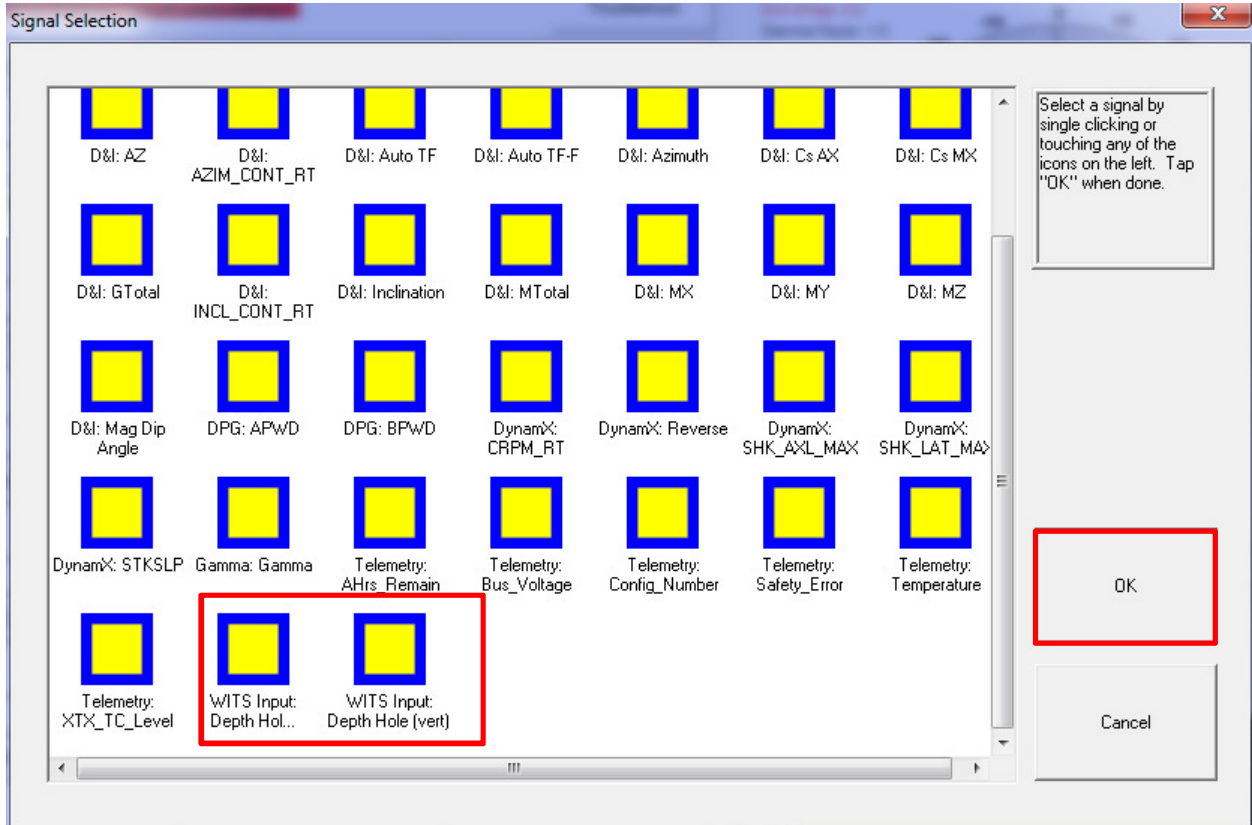 Signal Selection
D&I: AZ
D&I:
AZIM_CONT_RT
D&I: Auto TF
D&I: Auto TF-F
D&I: Azimuth
D&I: Cs AX
D&I: Cs MX
D&I: GTotal
D&I:
INCL_CONT_RT
D&I: Inclination
D&I: MTotal
D&I: MX
D&I: MY
D&I: MZ
D&I: Mag Dip
Angle
DPG: APWD
DPG: BPWD
DynamX:
CRPM_RT
DynamX: Reverse
DynamX:
SHK_AXL_MAX
DynamX:
SHK_LAT_MAX
DynamX: STKSLP
Gamma: Gamma
Telemetry:
AHrs_Remain
Telemetry:
Bus_Voltage
Telemetry:
Config_Number
Telemetry:
Safety_Error
Telemetry:
Temperature
Telemetry:
XTX_TC_Level
WITS Input:
Depth Hol...
WITS Input:
Depth Hole (vert)
Select a signal by
single clicking or
touching any of the
icons on the left. Tap
"OK" when done.
OK
Cancel